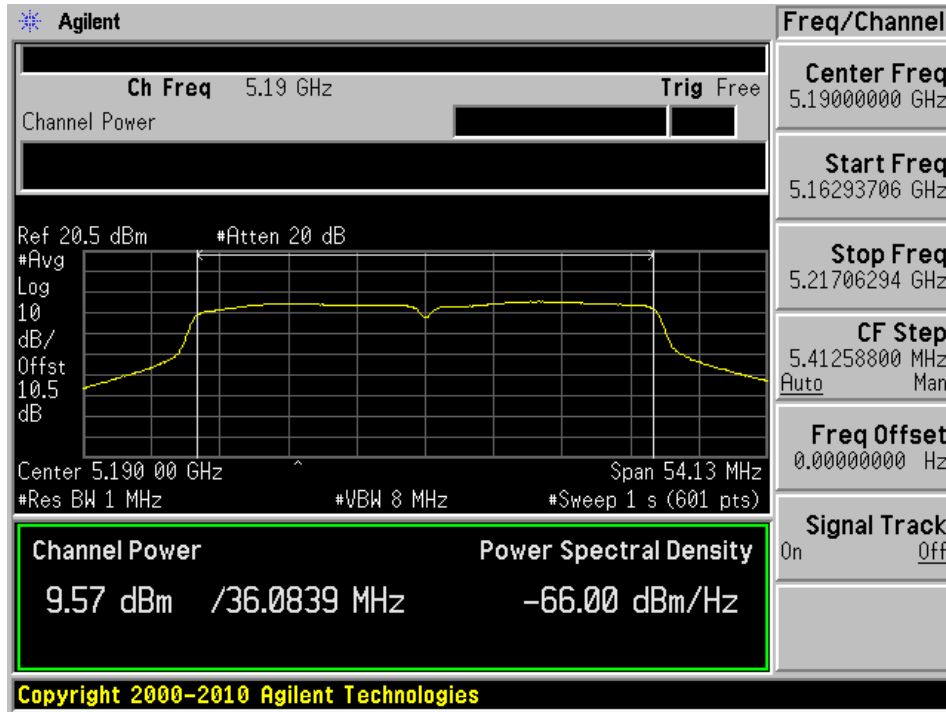 Agilent
Ch Freq 5.19 GHz Trig Free
Channel Power
Ref 20.5 dBm #Atten 20 dB
#Avg
Log
10
dB/
Offst
10.5
dB
Center 5.190 00 GHz ^ Span 54.13 MHz
#Res BW 1 MHz #VBW 8 MHz #Sweep 1 s (601 pts)
Channel Power Power Spectral Density
9.57 dBm /36.0839 MHz -66.00 dBm/Hz
Copyright 2000-2010 Agilent Technologies
Freq/Channel
Center Freq
5.19000000 GHz
Start Freq
5.16293706 GHz
Stop Freq
5.21706294 GHz
CF Step
5.41258800 MHz
Auto Man
Freq Offset
0.00000000 Hz
Signal Track
On Off